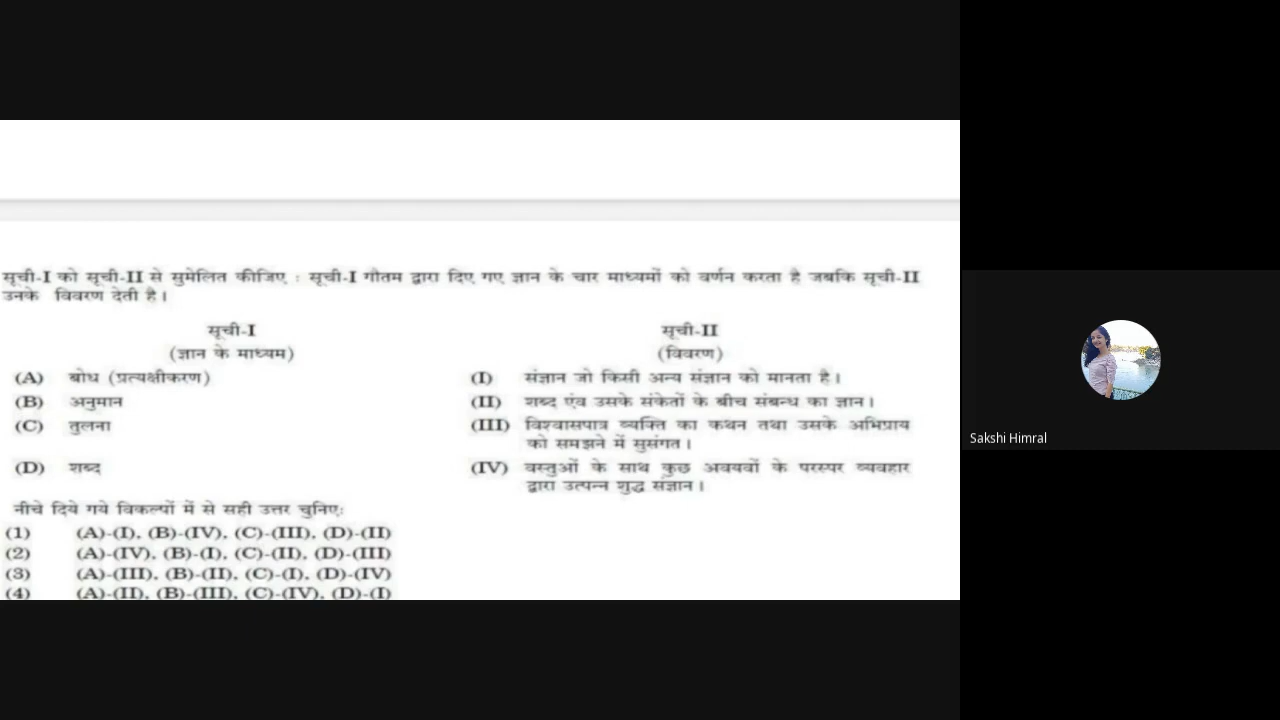 सूची-I को सूची-II से सुमेलित कीजिए : सूची-I गौतम द्वारा दिए गए ज्ञान के चार माध्यमों को वर्णन करता है जबकि सूची-II
उनके विवरण देती है।
सूची-I सूची-II
(ज्ञान के माध्यम) (विवरण)
(A) बोध (प्रत्यक्षीकरण) (I) संज्ञान जो किसी अन्य संज्ञान को मानता है।
(B) अनुमान (II) शब्द एंव उसके संकेतों के बीच संबन्ध का ज्ञान।
(C) तुलना (III) विश्वासपात्र व्यक्ति का कथन तथा उसके अभिप्राय
को समझने में सुसंगत।
(D) शब्द (IV) वस्तुओं के साथ कुछ अवयवों के परस्पर व्यवहार
द्वारा उत्पन्न शुद्ध संज्ञान।
नीचे दिये गये विकल्पों में से सही उत्तर चुनिए:
(1) (A)-(I), (B)-(IV), (C)-(III), (D)-(II)
(2) (A)-(IV), (B)-(I), (C)-(II), (D)-(III)
(3) (A)-(III), (B)-(II), (C)-(I), (D)-(IV)
(4) (A)-(II), (B)-(III), (C)-(IV), (D)-(I)
Sakshi Himral